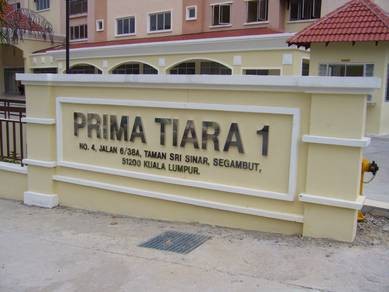 PRIMA TIARA 1
NO. 4, JALAN 6/38A, TAMAN SRI SINAR, SEGAMBUT,
51200 KUALA LUMPUR.